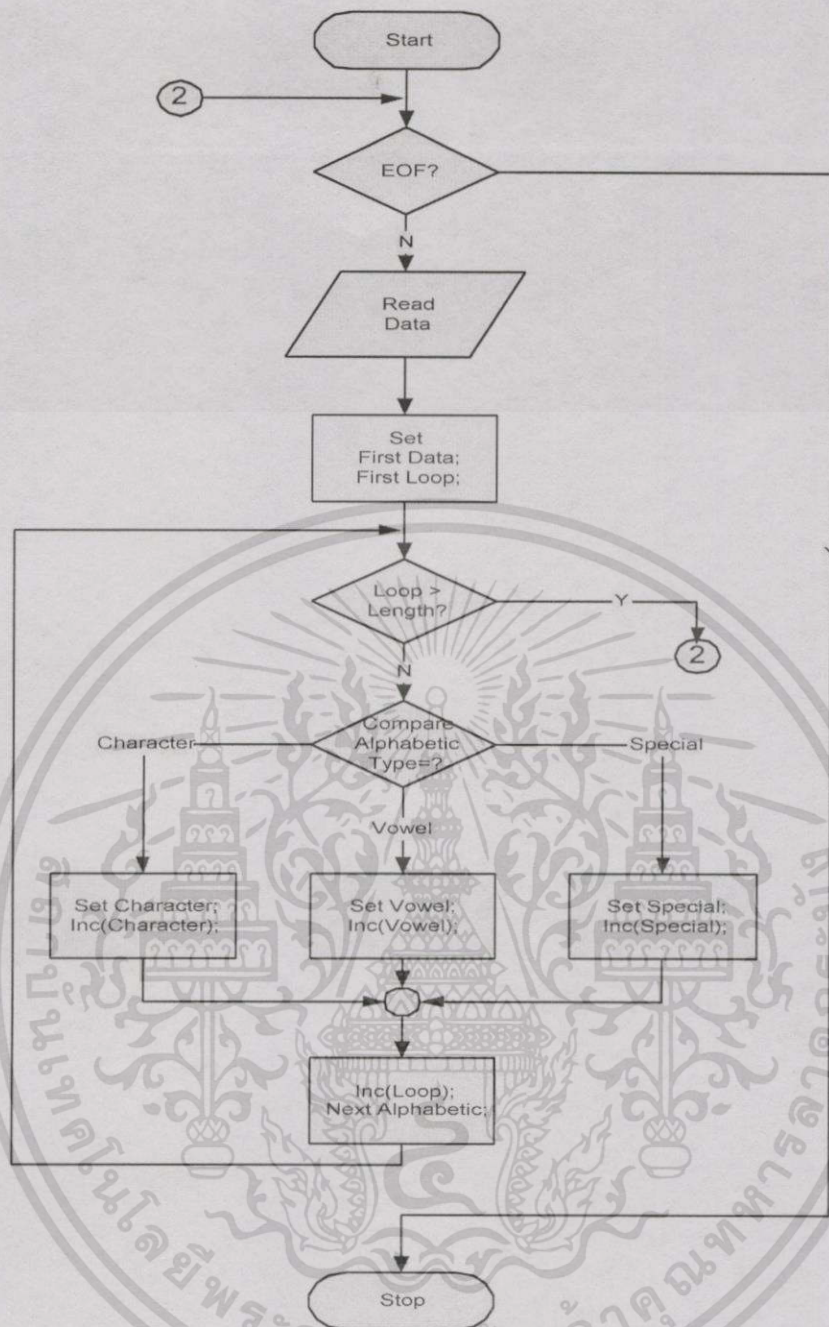 Start
2
EOF?
N
Read
Data
Set
First Data;
First Loop;
Loop >
Length?
Y
2
N
Compare
Alphabetic
Type=?
Character
Special
Vowel
Set Character;
Inc(Character);
Set Vowel;
Inc(Vowel);
Set Special;
Inc(Special);
Inc(Loop);
Next Alphabetic;
Stop